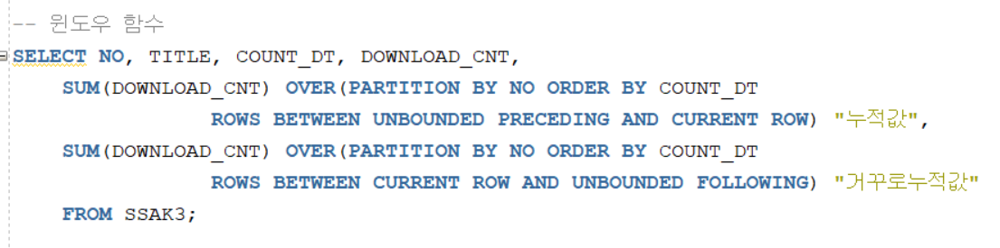 -- 윈도우 함수
SELECT NO, TITLE, COUNT_DT, DOWNLOAD_CNT,
SUM(DOWNLOAD_CNT) OVER(PARTITION BY NO ORDER BY COUNT_DT
ROWS BETWEEN UNBOUNDED PRECEDING AND CURRENT ROW) "누적값",
SUM(DOWNLOAD_CNT) OVER(PARTITION BY NO ORDER BY COUNT_DT
ROWS BETWEEN CURRENT ROW AND UNBOUNDED FOLLOWING) "거꾸로누적값"
FROM SSAK3;